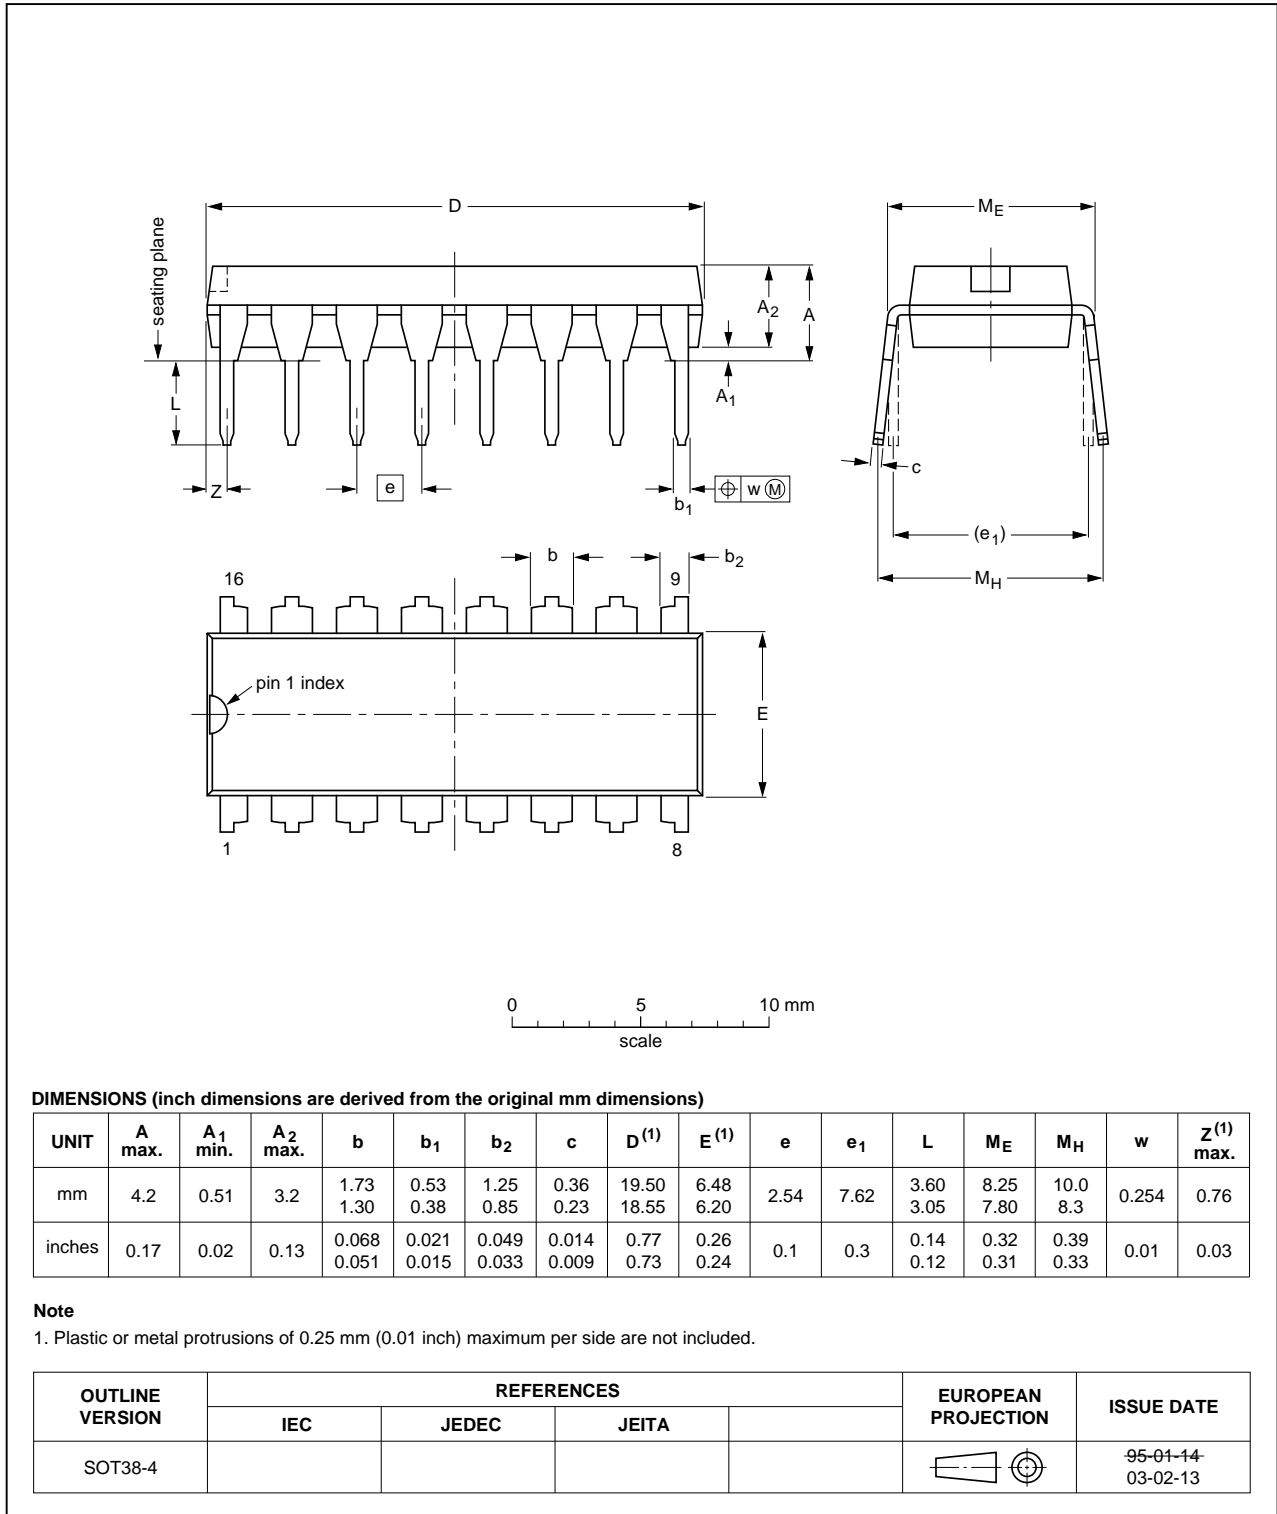 D
M_E
seating plane
A_2
A
A_1
L
Z
e
b_1
w M
c
(e_1)
M_H
b
b_2
16
9
pin 1 index
E
1
8
0 5 10 mm
scale
DIMENSIONS (inch dimensions are derived from the original mm dimensions)
UNIT A max. A1 min. A2 max. b b1 b2 c D(1) E(1) e e1 L ME MH w Z(1) max.
mm 4.2 0.51 3.2 1.73 1.30 0.53 0.38 1.25 0.85 0.36 0.23 19.50 18.55 6.48 6.20 2.54 7.62 3.60 3.05 8.25 7.80 10.0 8.3 0.254 0.76
inches 0.17 0.02 0.13 0.068 0.051 0.021 0.015 0.049 0.033 0.014 0.009 0.77 0.73 0.26 0.24 0.1 0.3 0.14 0.12 0.32 0.31 0.39 0.33 0.01 0.03
Note
1. Plastic or metal protrusions of 0.25 mm (0.01 inch) maximum per side are not included.
OUTLINE VERSION REFERENCES EUROPEAN PROJECTION ISSUE DATE
IEC JEDEC JEITA
SOT38-4 95-01-14
03-02-13